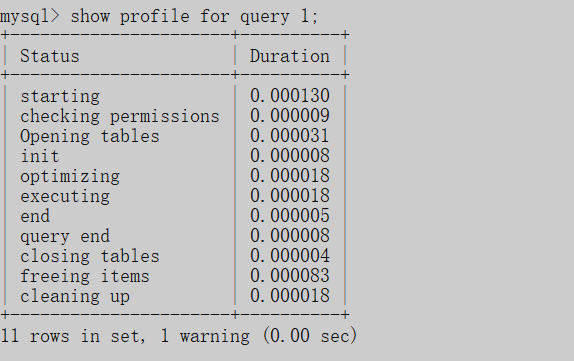 mysql> show profile for query 1;
+----------------------+----------+
| Status               | Duration |
+----------------------+----------+
| starting             | 0.000130 |
| checking permissions | 0.000009 |
| Opening tables       | 0.000031 |
| init                 | 0.000008 |
| optimizing           | 0.000018 |
| executing            | 0.000018 |
| end                  | 0.000005 |
| query end            | 0.000008 |
| closing tables       | 0.000004 |
| freeing items        | 0.000083 |
| cleaning up          | 0.000018 |
+----------------------+----------+
11 rows in set, 1 warning (0.00 sec)